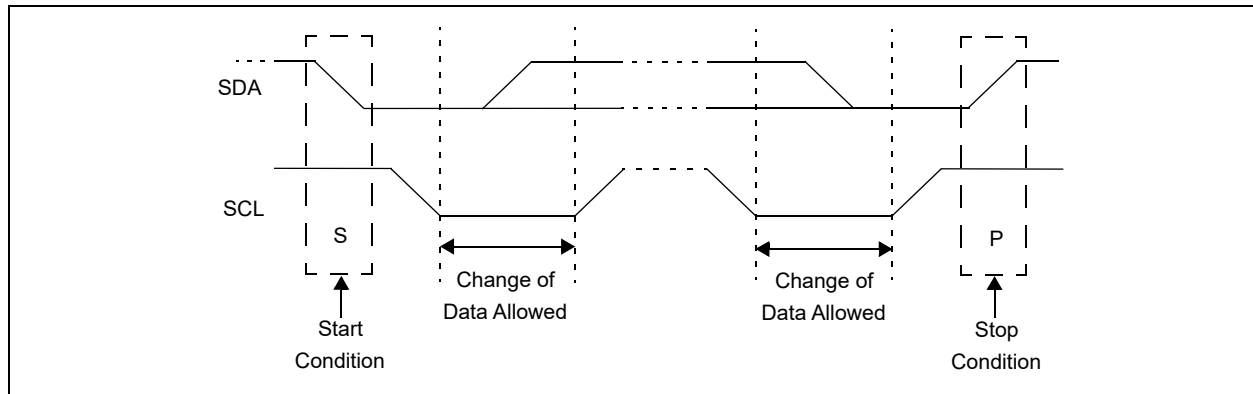 SDA
SCL
S
P
Change of
Data Allowed
Change of
Data Allowed
Start
Condition
Stop
Condition